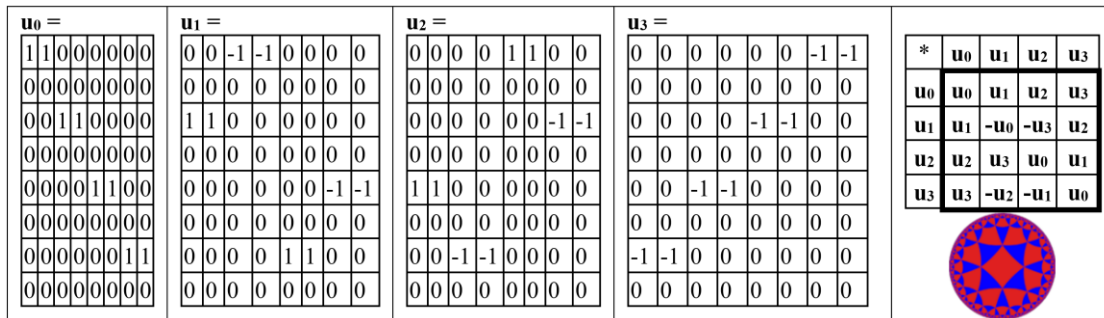 u₀ = u₁ = u₂ = u₃ =
1 1 0 0 0 0 0 0 0 0 -1 -1 0 0 0 0 0 0 0 0 1 1 0 0 0 0 0 0 0 0 -1 -1
0 0 0 0 0 0 0 0 0 0 0 0 0 0 0 0 0 0 0 0 0 0 0 0 0 0 0 0 0 0 0 0
0 0 1 1 0 0 0 0 1 1 0 0 0 0 0 0 0 0 0 0 0 0 -1 -1 0 0 0 0 -1 -1 0 0
0 0 0 0 0 0 0 0 0 0 0 0 0 0 0 0 0 0 0 0 0 0 0 0 0 0 0 0 0 0 0 0
0 0 0 0 1 1 0 0 0 0 0 0 0 0 -1 -1 1 1 0 0 0 0 0 0 0 0 -1 -1 0 0 0 0
0 0 0 0 0 0 0 0 0 0 0 0 0 0 0 0 0 0 0 0 0 0 0 0 0 0 0 0 0 0 0 0
0 0 0 0 0 0 1 1 0 0 0 0 1 1 0 0 0 0 -1 -1 0 0 0 0 -1 -1 0 0 0 0 0 0
0 0 0 0 0 0 0 0 0 0 0 0 0 0 0 0 0 0 0 0 0 0 0 0 0 0 0 0 0 0 0 0
* u₀ u₁ u₂ u₃
u₀ u₀ u₁ u₂ u₃
u₁ u₁ -u₀ -u₃ u₂
u₂ u₂ u₃ u₀ u₁
u₃ u₃ -u₂ -u₁ u₀